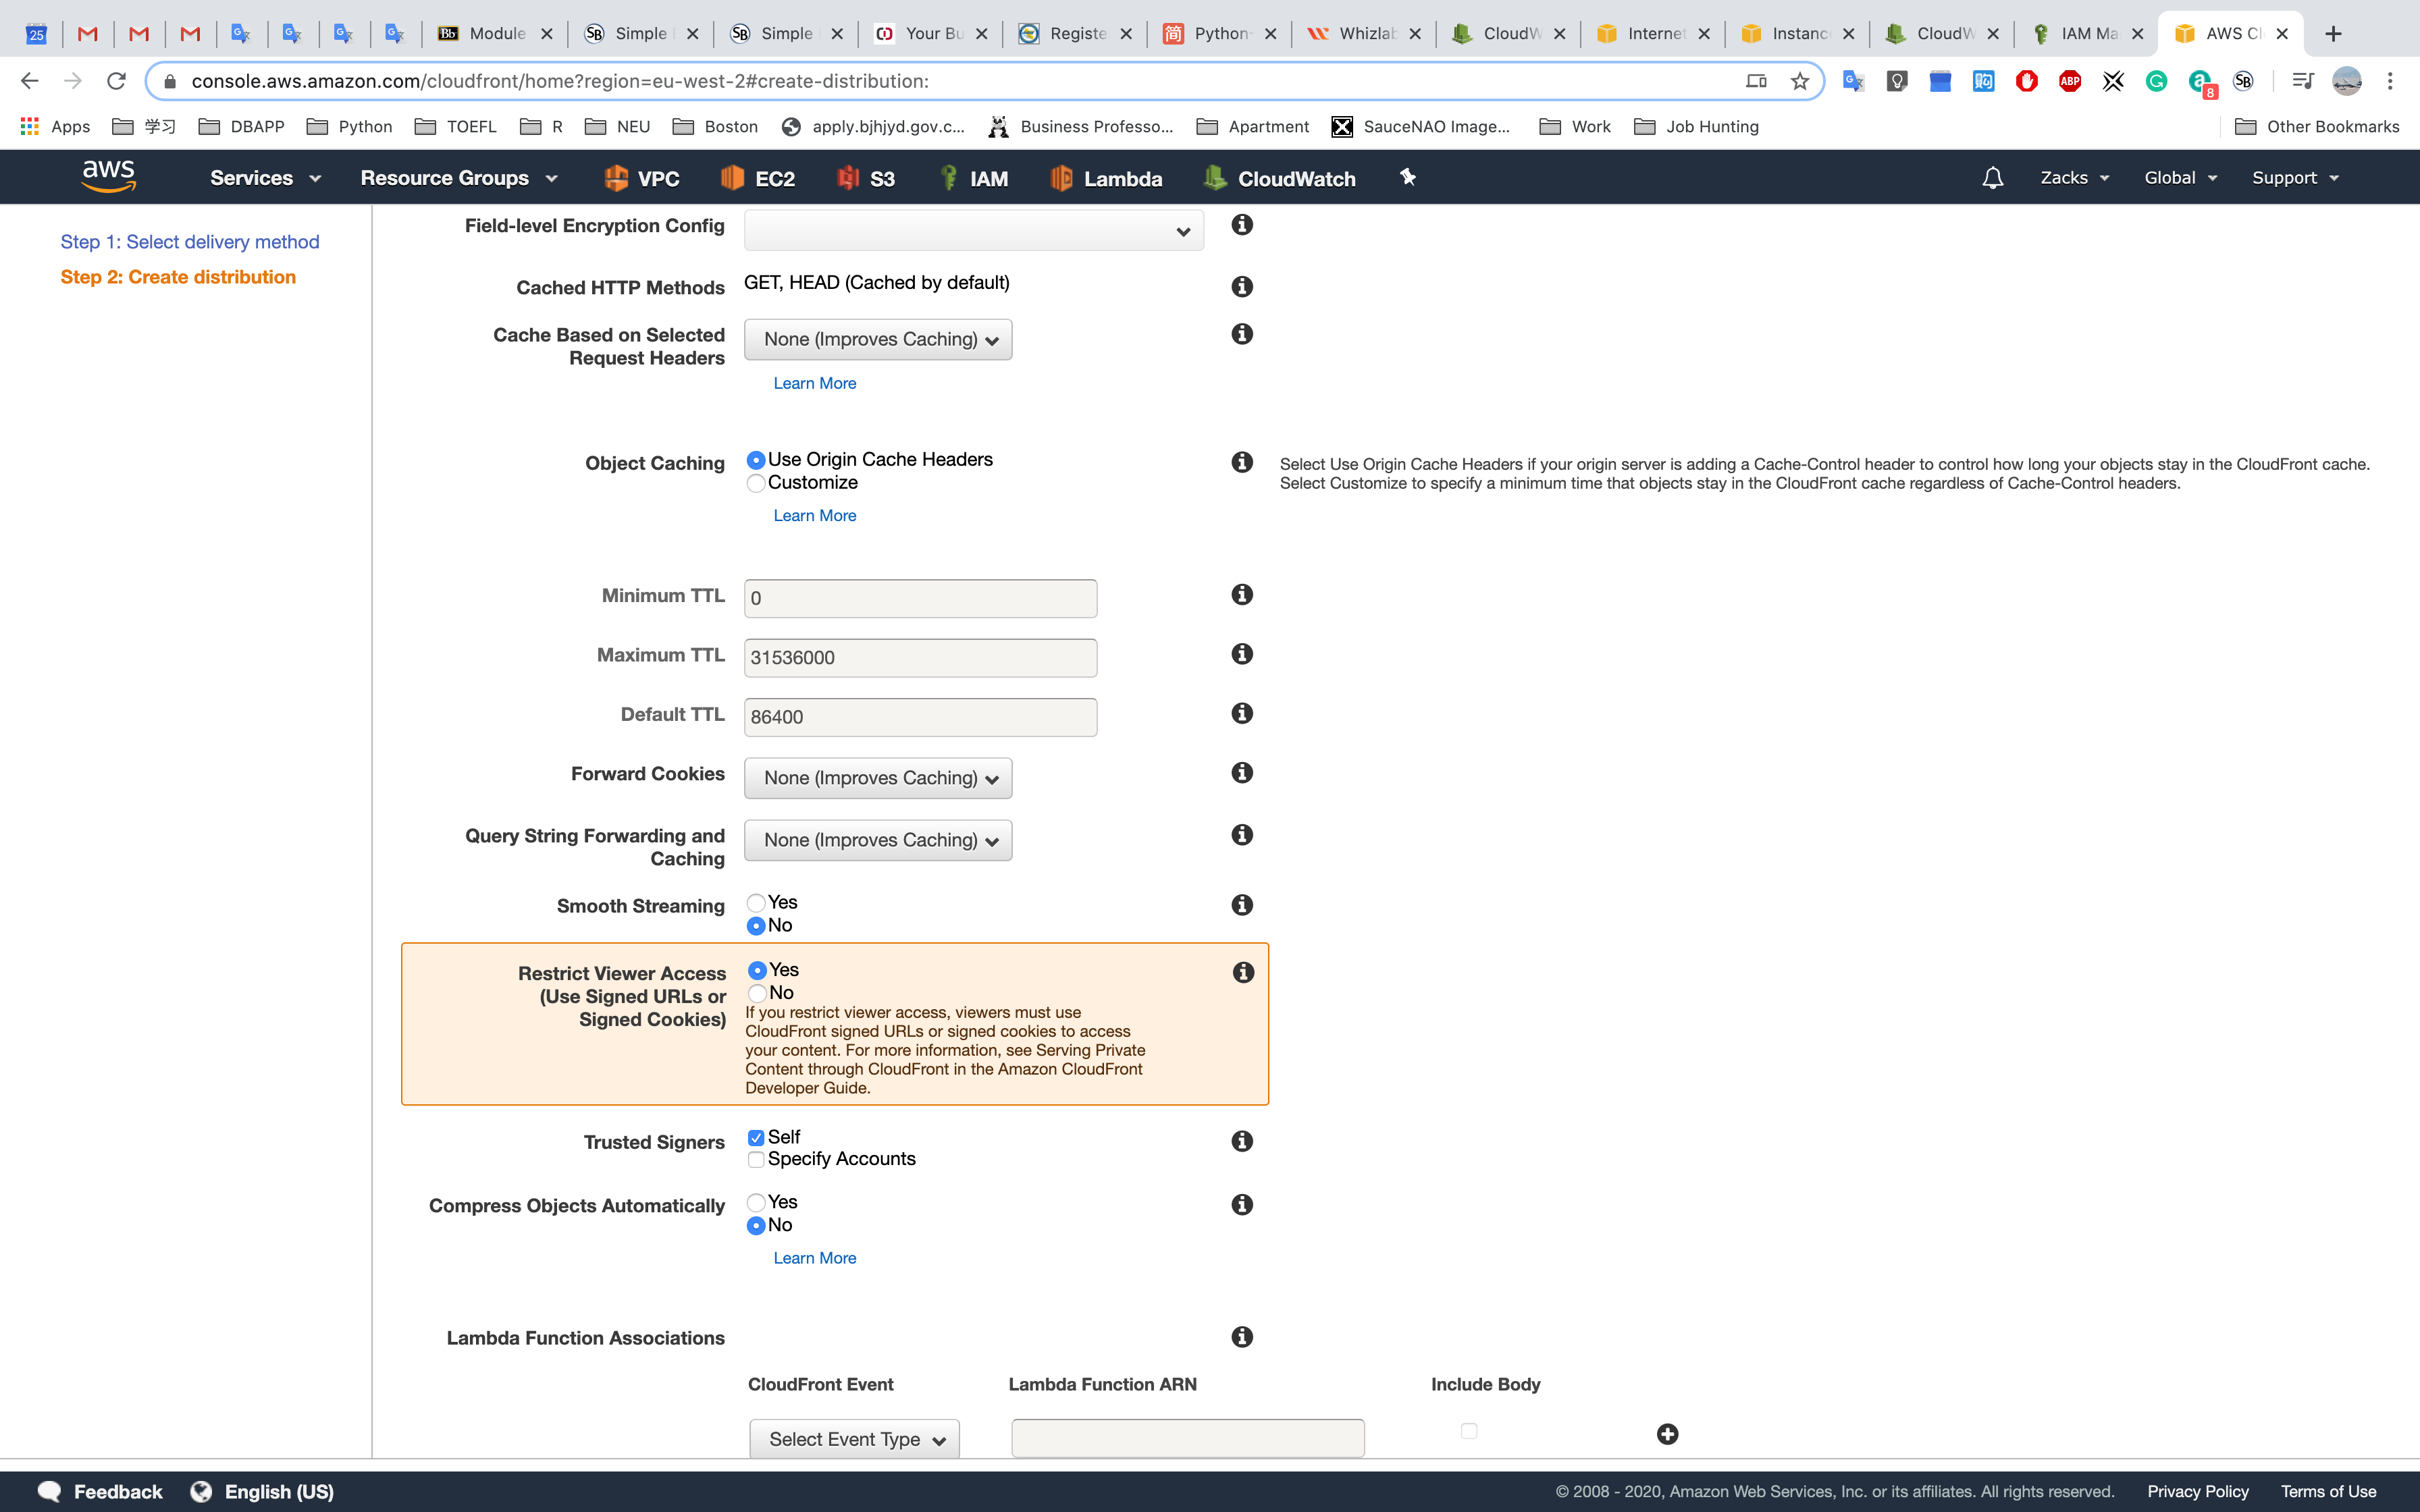 25
Bb Module
SB Simple
SB Simple
Your Bu
Registe
简 Python-
Whizlab
CloudW
Internet
Instanc
CloudW
IAM Ma
AWS Cl
console.aws.amazon.com/cloudfront/home?region=eu-west-2#create-distribution:
ABP
8
SB
Apps
学习
DBAPP
Python
TOEFL
R
NEU
Boston
apply.bjhjyd.gov.c...
Business Professo...
Apartment
SauceNAO Image...
Work
Job Hunting
Other Bookmarks
aws
Services
Resource Groups
VPC
EC2
S3
IAM
Lambda
CloudWatch
Zacks
Global
Support
Step 1: Select delivery method
Step 2: Create distribution
Field-level Encryption Config
Cached HTTP Methods
GET, HEAD (Cached by default)
Cache Based on Selected
Request Headers
None (Improves Caching)
Learn More
Object Caching
Use Origin Cache Headers
Customize
Learn More
Select Use Origin Cache Headers if your origin server is adding a Cache-Control header to control how long your objects stay in the CloudFront cache.
Select Customize to specify a minimum time that objects stay in the CloudFront cache regardless of Cache-Control headers.
Minimum TTL
0
Maximum TTL
31536000
Default TTL
86400
Forward Cookies
None (Improves Caching)
Query String Forwarding and
Caching
None (Improves Caching)
Smooth Streaming
Yes
No
Restrict Viewer Access
(Use Signed URLs or
Signed Cookies)
Yes
No
If you restrict viewer access, viewers must use
CloudFront signed URLs or signed cookies to access
your content. For more information, see Serving Private
Content through CloudFront in the Amazon CloudFront
Developer Guide.
Trusted Signers
Self
Specify Accounts
Compress Objects Automatically
Yes
No
Learn More
Lambda Function Associations
CloudFront Event
Lambda Function ARN
Include Body
Select Event Type
Feedback
English (US)
© 2008 - 2020, Amazon Web Services, Inc. or its affiliates. All rights reserved.
Privacy Policy
Terms of Use